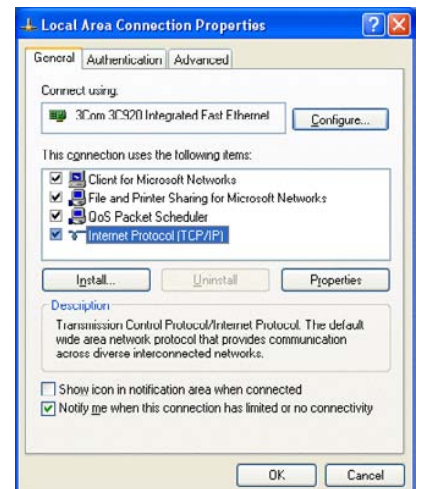 Local Area Connection Properties
General Authentication Advanced
Connect using:
3Com 3C920 Integrated Fast Ethernet
Configure...
This connection uses the following items:
Client for Microsoft Networks
File and Printer Sharing for Microsoft Networks
QoS Packet Scheduler
Internet Protocol (TCP/IP)
Install... Uninstall Properties
Description
Transmission Control Protocol/Internet Protocol. The default
wide area network protocol that provides communication
across diverse interconnected networks.
Show icon in notification area when connected
Notify me when this connection has limited or no connectivity
OK Cancel